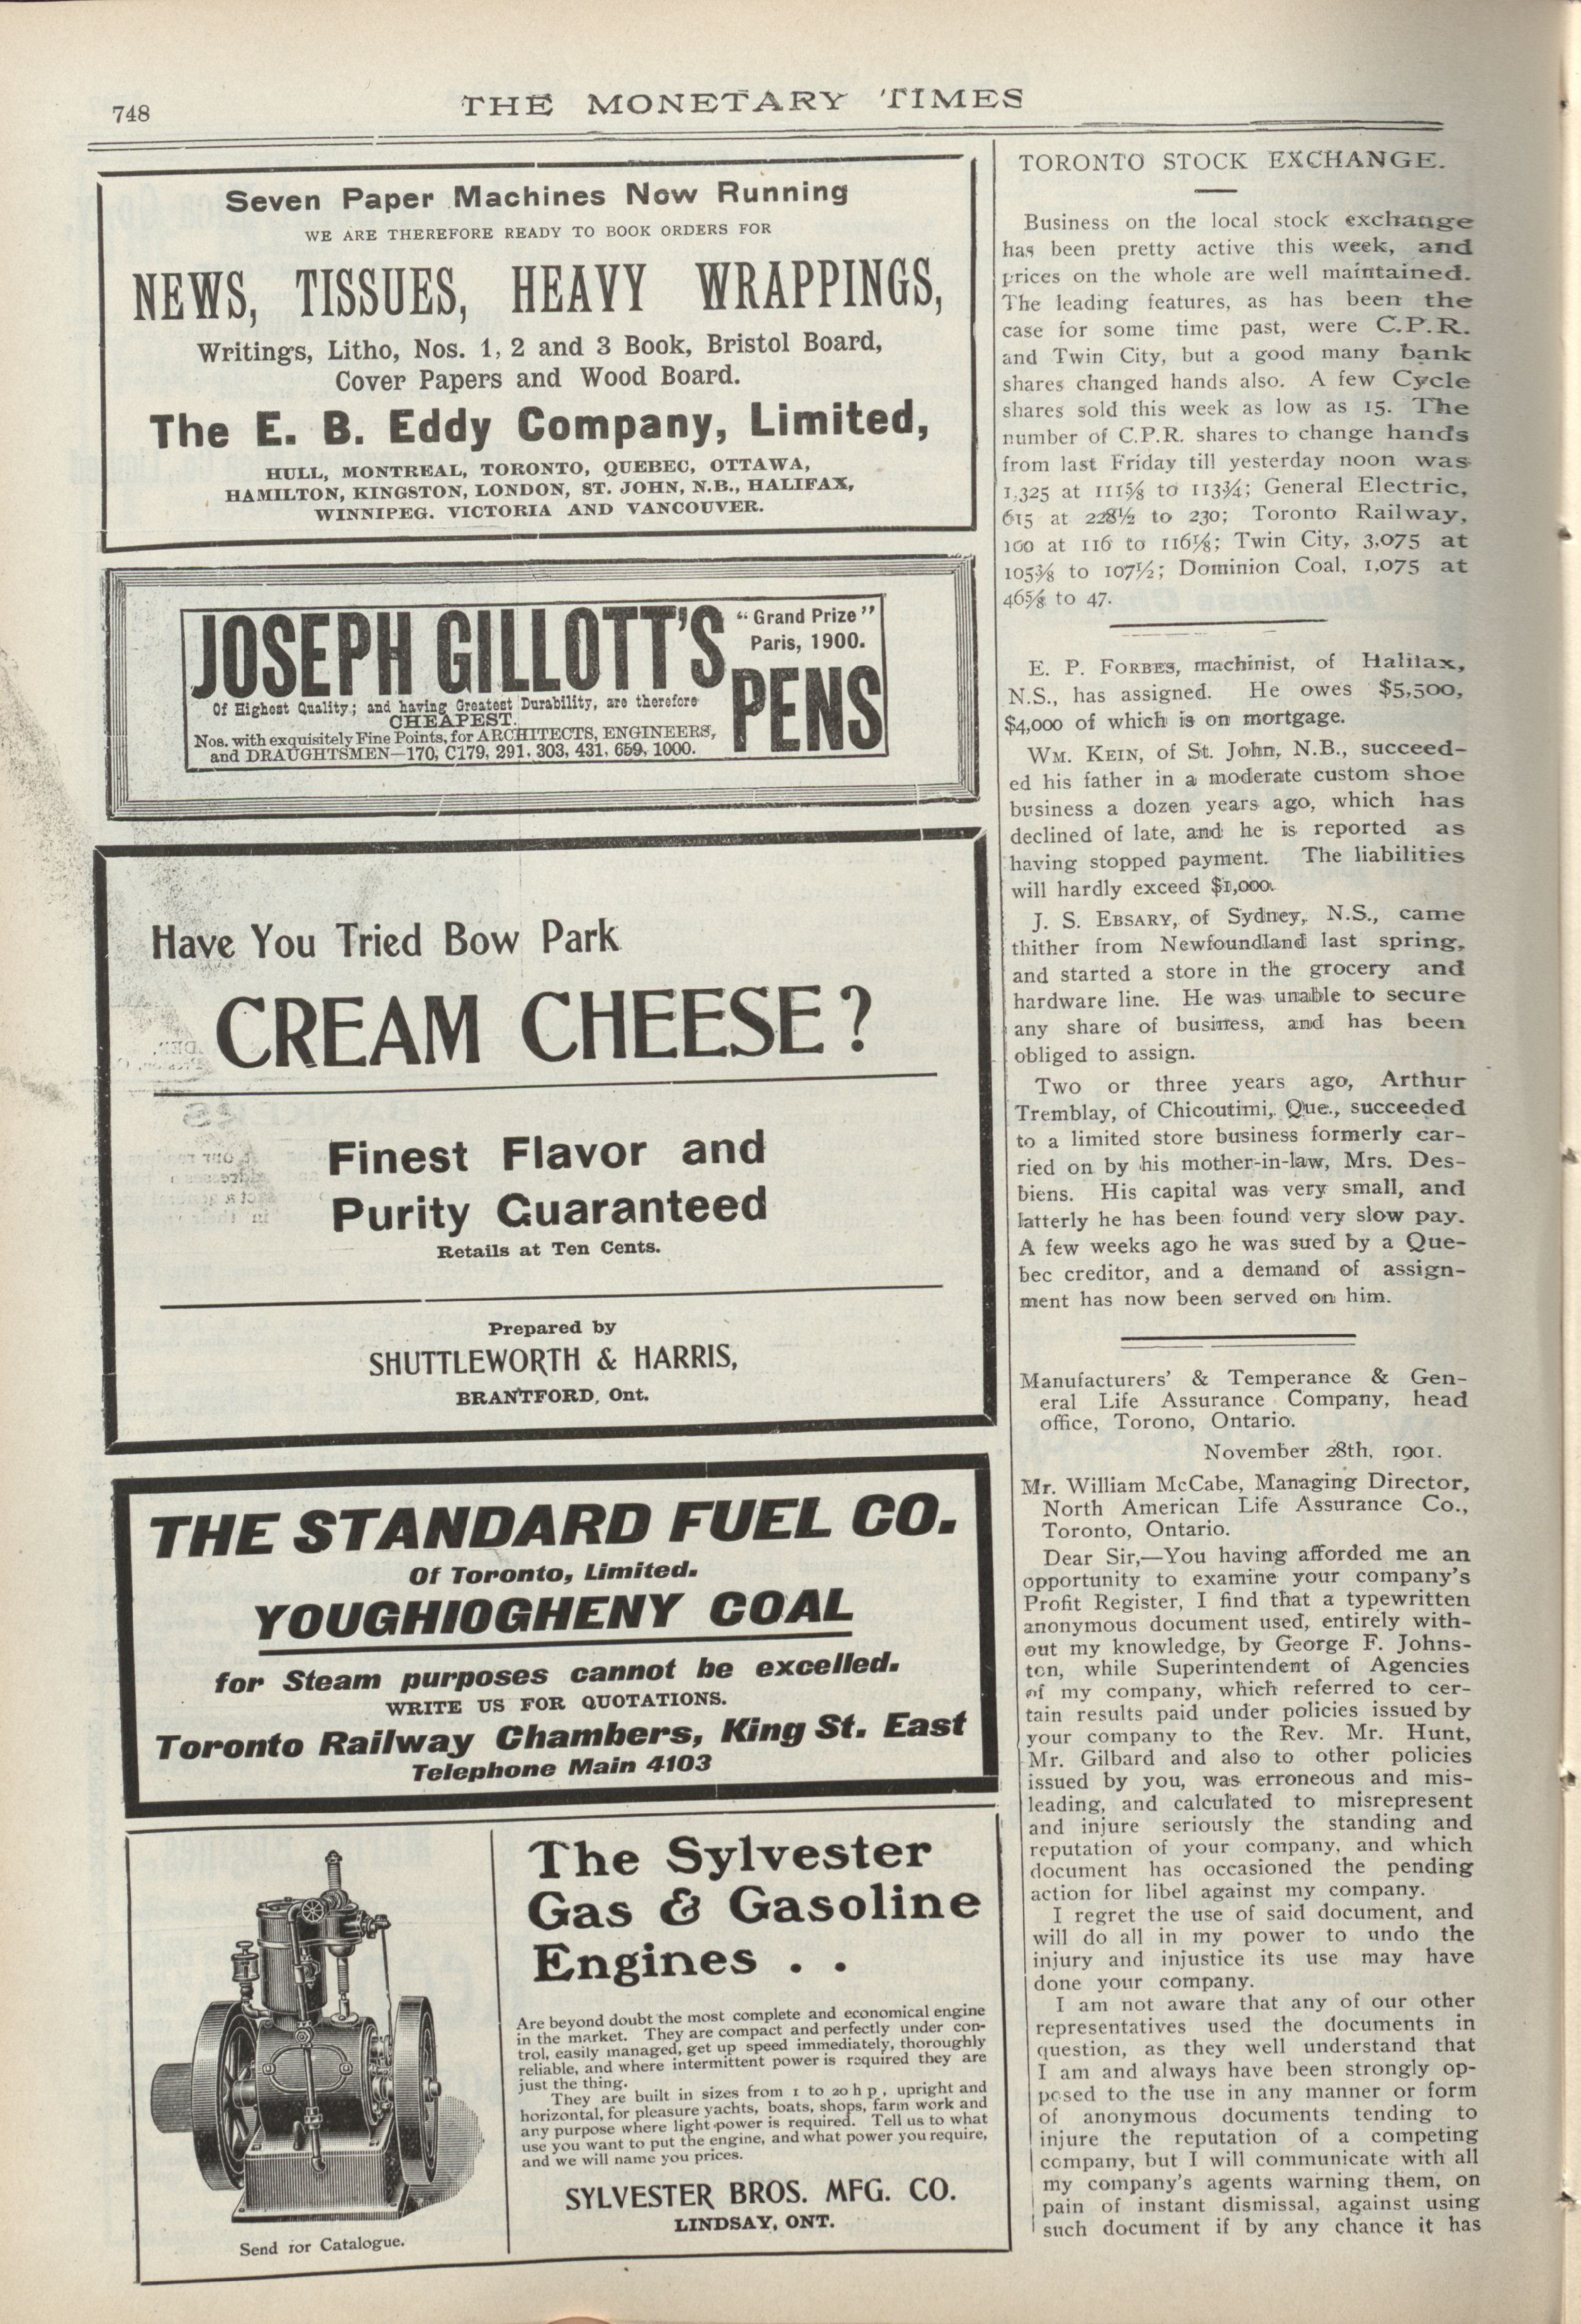 748
THE MONETARY TIMES
Seven Paper Machines Now Running
WE ARE THEREFORE READY TO BOOK ORDERS FOR
NEWS, TISSUES, HEAVY WRAPPINGS,
Writings, Litho, Nos. 1, 2 and 3 Book, Bristol Board,
Cover Papers and Wood Board.
The E. B. Eddy Company, Limited,
HULL, MONTREAL, TORONTO, QUEBEC, OTTAWA,
HAMILTON, KINGSTON, LONDON, ST. JOHN, N.B., HALIFAX,
WINNIPEG. VICTORIA AND VANCOUVER.
JOSEPH GILLOTT'S
"Grand Prize"
Paris, 1900.
PENS
Of Highest Quality; and having Greatest Durability, are therefore
CHEAPEST.
Nos. with exquisitely Fine Points, for ARCHITECTS, ENGINEERS,
and DRAUGHTSMEN—170, C179, 291, 303, 431, 659, 1000.
Have You Tried Bow Park
CREAM CHEESE?
Finest Flavor and
Purity Guaranteed
Retails at Ten Cents.
Prepared by
SHUTTLEWORTH & HARRIS,
BRANTFORD, Ont.
THE STANDARD FUEL CO.
Of Toronto, Limited.
YOUGHIOGHENY COAL
for Steam purposes cannot be excelled.
WRITE US FOR QUOTATIONS.
Toronto Railway Chambers, King St. East
Telephone Main 4103
Send for Catalogue.
The Sylvester
Gas & Gasoline
Engines . .
Are beyond doubt the most complete and economical engine
in the market. They are compact and perfectly under con-
trol, easily managed, get up speed immediately, thoroughly
reliable, and where intermittent power is required they are
just the thing.
They are built in sizes from 1 to 20 h p, upright and
horizontal, for pleasure yachts, boats, shops, farm work and
any purpose where light power is required. Tell us to what
use you want to put the engine, and what power you require,
and we will name you prices.
SYLVESTER BROS. MFG. CO.
LINDSAY, ONT.
TORONTO STOCK EXCHANGE.
Business on the local stock exchange
has been pretty active this week, and
prices on the whole are well maintained.
The leading features, as has been the
case for some time past, were C.P.R.
and Twin City, but a good many bank
shares changed hands also. A few Cycle
shares sold this week as low as 15. The
number of C.P.R. shares to change hands
from last Friday till yesterday noon was
1,325 at 111⅝ to 113¾; General Electric,
615 at 228½ to 230; Toronto Railway,
100 at 116 to 116⅛; Twin City, 3,075 at
105⅜ to 107½; Dominion Coal, 1,075 at
46⅝ to 47.
E. P. FORBES, machinist, of Halifax,
N.S., has assigned. He owes $5,500,
$4,000 of which is on mortgage.
WM. KEIN, of St. John, N.B., succeed-
ed his father in a moderate custom shoe
business a dozen years ago, which has
declined of late, and he is reported as
having stopped payment. The liabilities
will hardly exceed $1,000.
J. S. EBSARY, of Sydney, N.S., came
thither from Newfoundland last spring,
and started a store in the grocery and
hardware line. He was unable to secure
any share of business, and has been
obliged to assign.
Two or three years ago, Arthur
Tremblay, of Chicoutimi, Que., succeeded
to a limited store business formerly car-
ried on by his mother-in-law, Mrs. Des-
biens. His capital was very small, and
latterly he has been found very slow pay.
A few weeks ago he was sued by a Que-
bec creditor, and a demand of assign-
ment has now been served on him.
Manufacturers' & Temperance & Gen-
eral Life Assurance Company, head
office, Torono, Ontario.
November 28th, 1901.
Mr. William McCabe, Managing Director,
North American Life Assurance Co.,
Toronto, Ontario.
Dear Sir,—You having afforded me an
opportunity to examine your company's
Profit Register, I find that a typewritten
anonymous document used, entirely with-
out my knowledge, by George F. Johns-
ton, while Superintendent of Agencies
of my company, which referred to cer-
tain results paid under policies issued by
your company to the Rev. Mr. Hunt,
Mr. Gilbard and also to other policies
issued by you, was erroneous and mis-
leading, and calculated to misrepresent
and injure seriously the standing and
reputation of your company, and which
document has occasioned the pending
action for libel against my company.
I regret the use of said document, and
will do all in my power to undo the
injury and injustice its use may have
done your company.
I am not aware that any of our other
representatives used the documents in
question, as they well understand that
I am and always have been strongly op-
posed to the use in any manner or form
of anonymous documents tending to
injure the reputation of a competing
company, but I will communicate with all
my company's agents warning them, on
pain of instant dismissal, against using
such document if by any chance it has